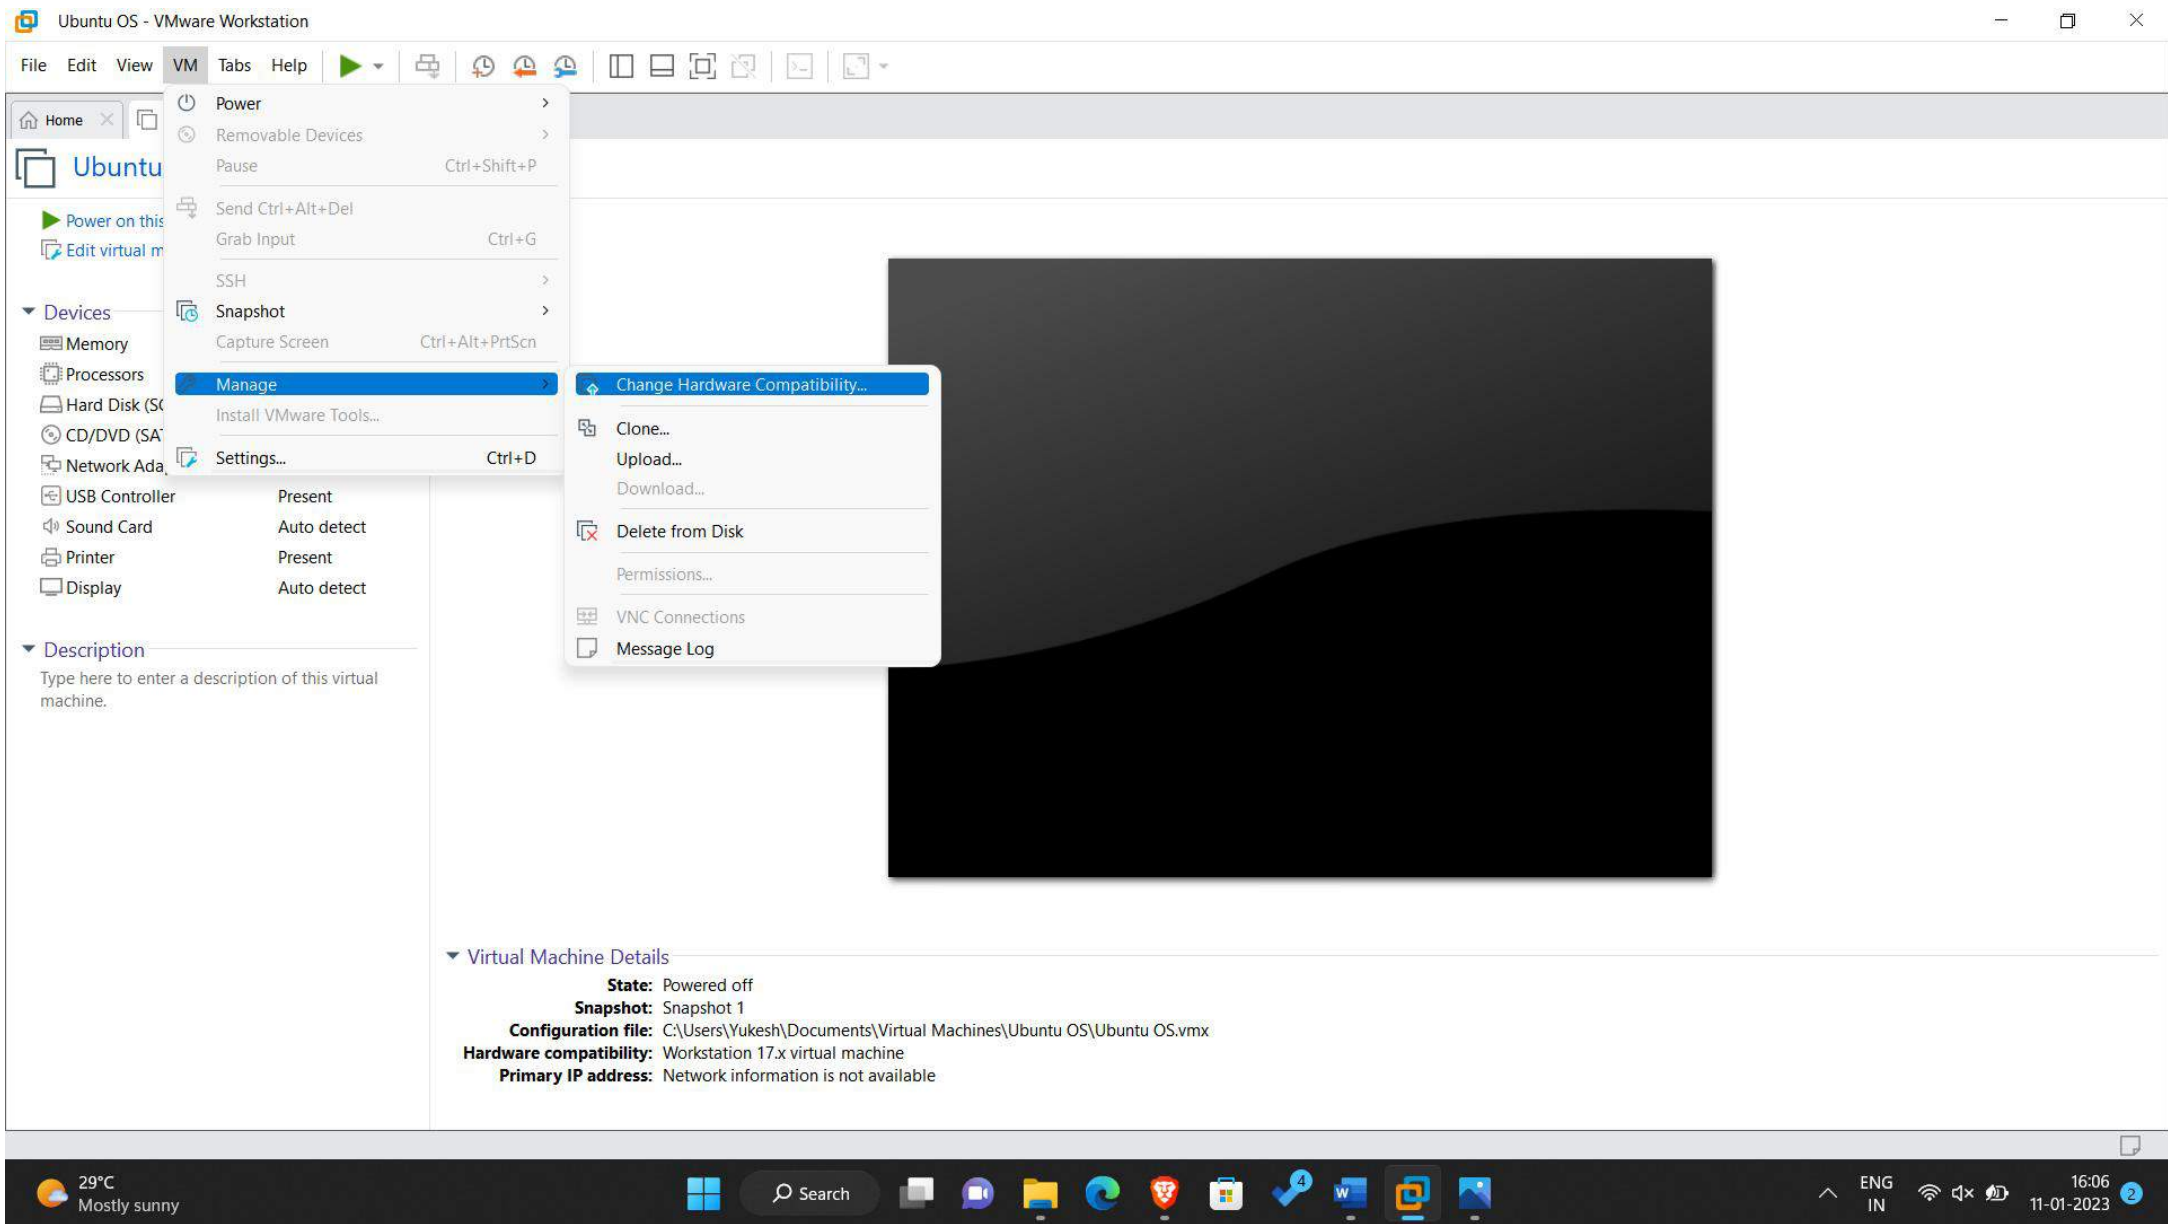 Ubuntu OS - VMware Workstation
File Edit View VM Tabs Help
Home
Ubuntu
Power on this
Edit virtual m
Devices
Memory
Processors
Hard Disk (SC
CD/DVD (SAT
Network Ada
USB Controller Present
Sound Card Auto detect
Printer Present
Display Auto detect
Description
Type here to enter a description of this virtual
machine.
Power
Removable Devices
Pause Ctrl+Shift+P
Send Ctrl+Alt+Del
Grab Input Ctrl+G
SSH
Snapshot
Capture Screen Ctrl+Alt+PrtScn
Manage
Install VMware Tools...
Settings... Ctrl+D
Change Hardware Compatibility...
Clone...
Upload...
Download...
Delete from Disk
Permissions...
VNC Connections
Message Log
Virtual Machine Details
State: Powered off
Snapshot: Snapshot 1
Configuration file: C:\Users\Yukesh\Documents\Virtual Machines\Ubuntu OS\Ubuntu OS.vmx
Hardware compatibility: Workstation 17.x virtual machine
Primary IP address: Network information is not available
29°C
Mostly sunny
Search
4
W
ENG
IN
16:06
11-01-2023
2